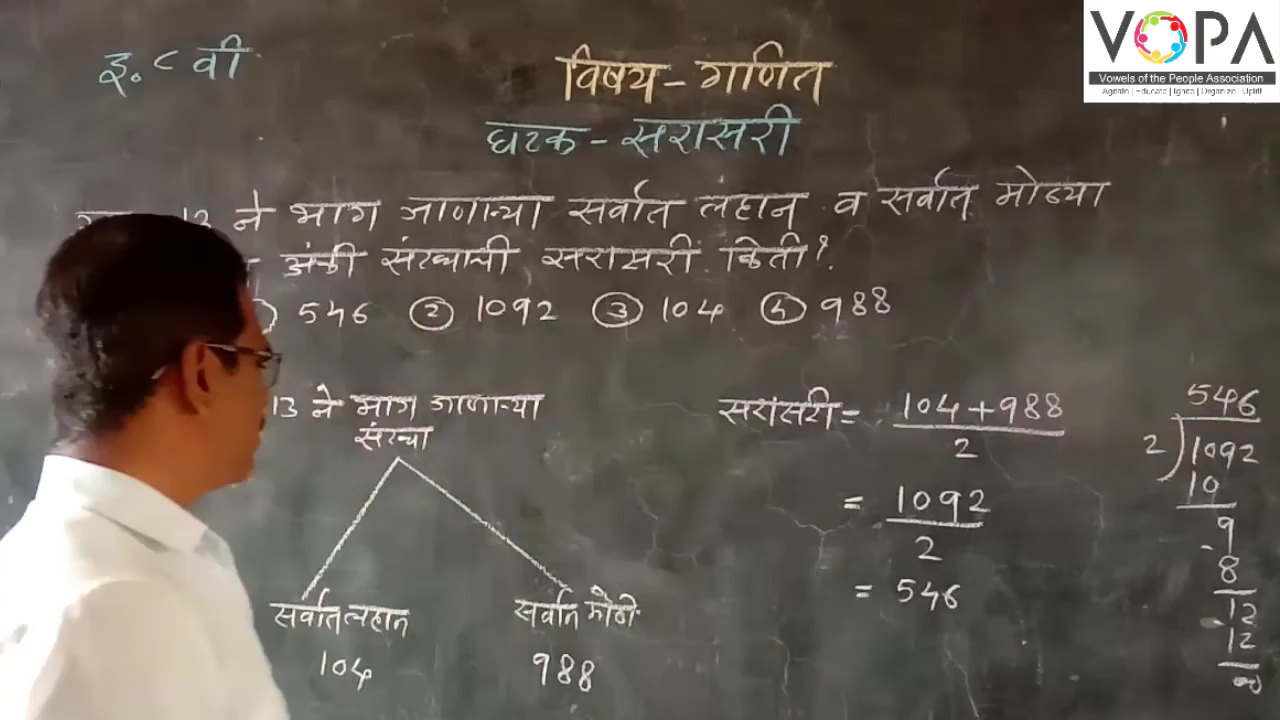 इ. ८ वी
विषय - गणित
VOPA
Vowels of the People Association
घटक - सरासरी
ने भाग जाणाऱ्या सर्वात लहान व सर्वात मोठ्या
अंकी संख्यांची सरासरी किती?
546 ② 1092 ③ 104 ④ 988
13 ने भाग जाणाऱ्या
संख्या
सर्वात लहान
104
सर्वात मोठी
988
सरासरी = 104 + 988
2
= 1092
2
= 546
546
2 1092
10
9
- 8
12
- 12